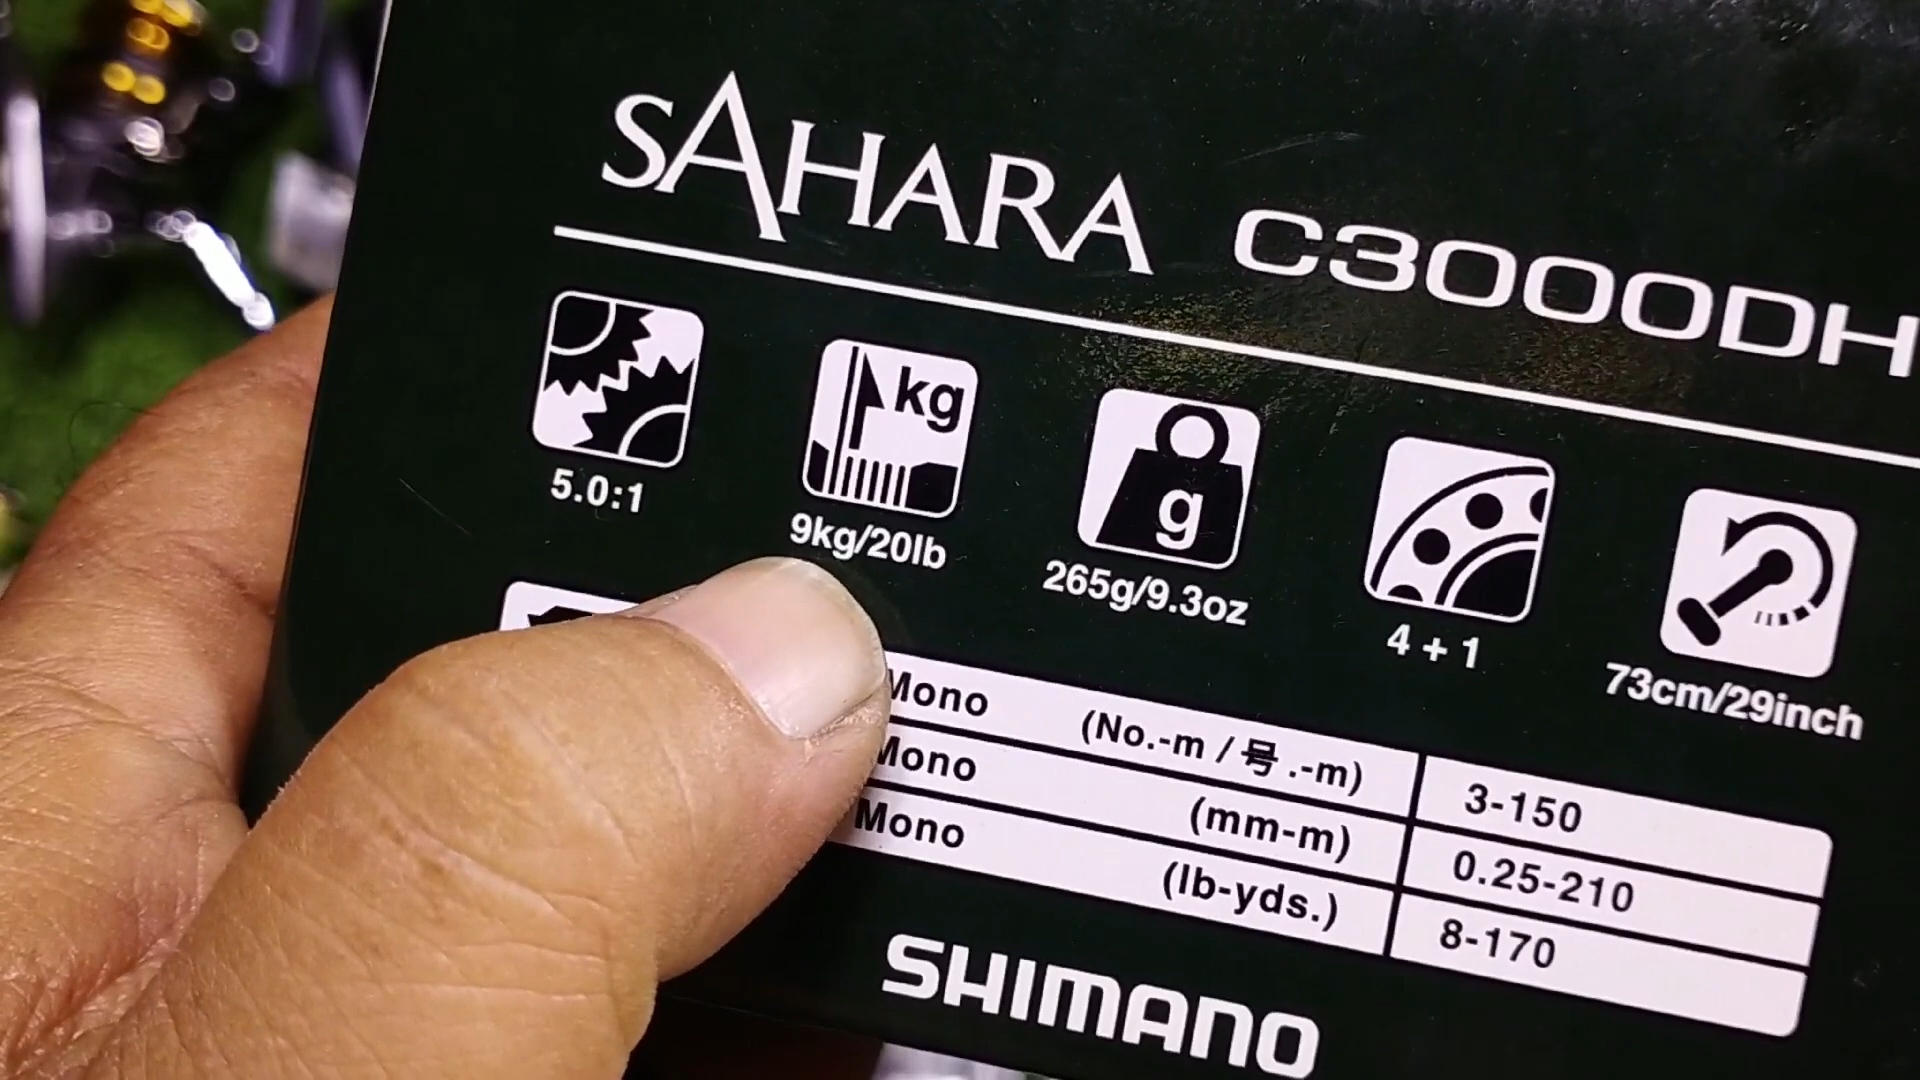 SAHARA C3000DH
kg
g
5.0:1
9kg/20lb
265g/9.3oz
4+1
73cm/29inch
Mono (No.-m / 号.-m) 3-150
Mono (mm-m) 0.25-210
Mono (lb-yds.) 8-170
SHIMANO